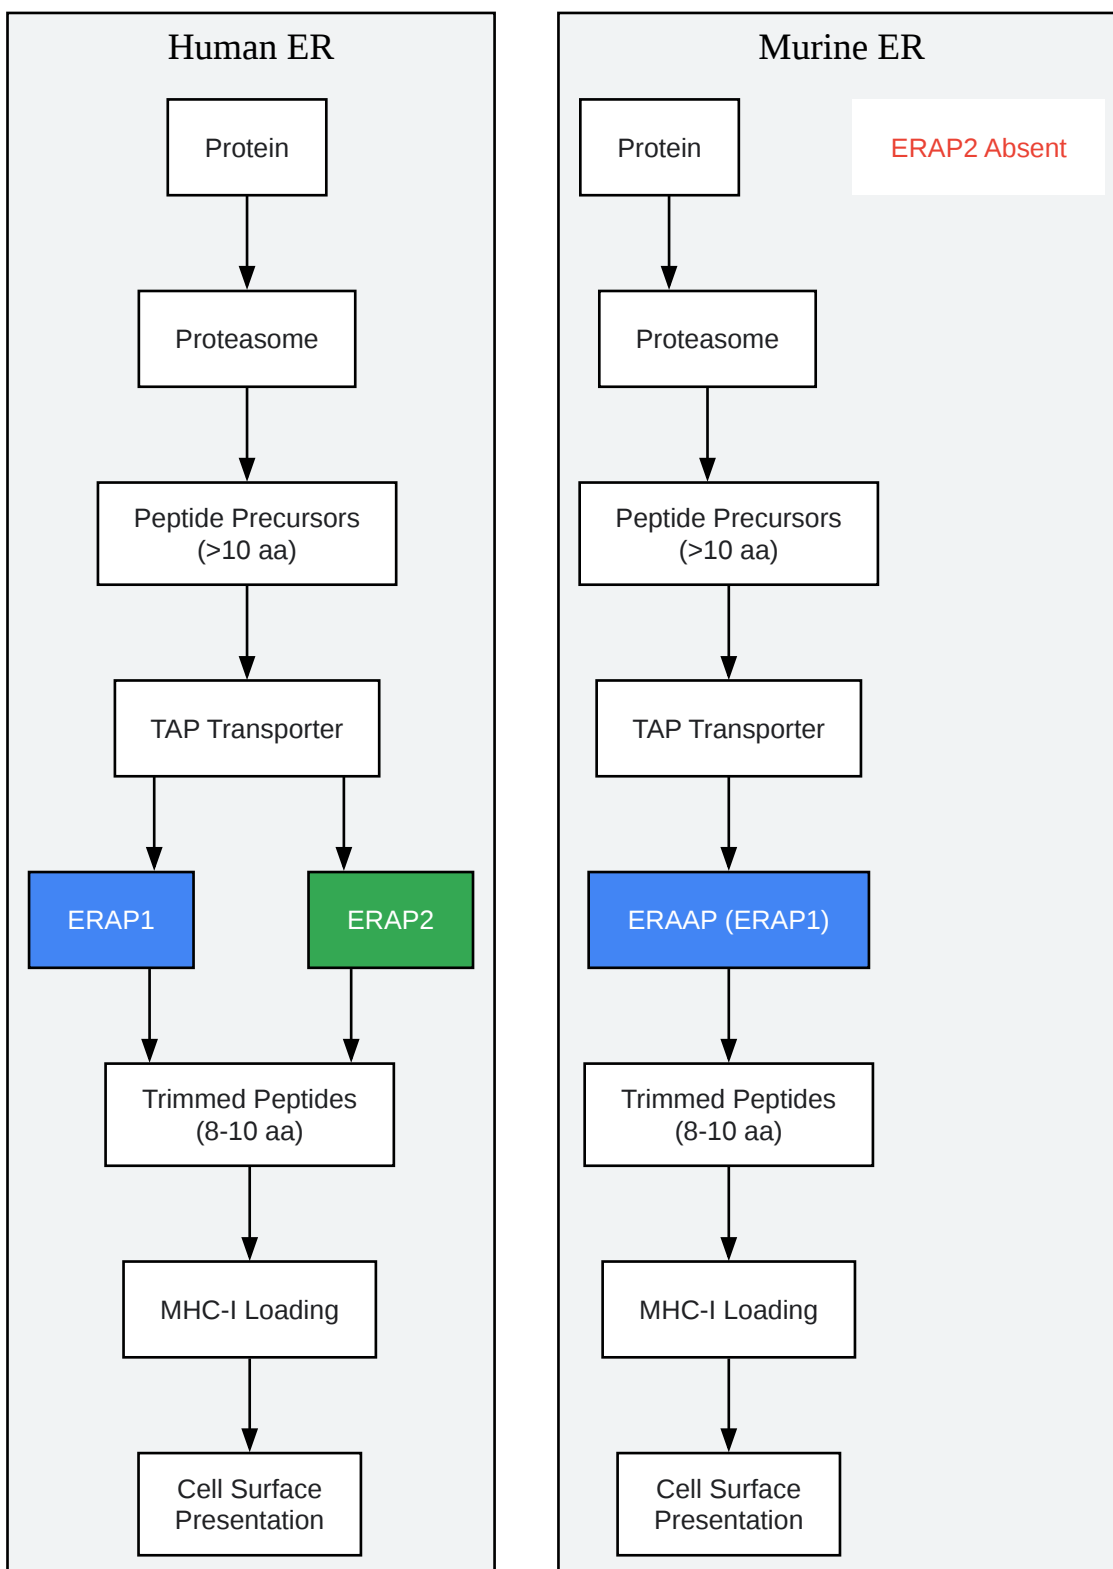 Human ER
Protein
Proteasome
Peptide Precursors
(>10 aa)
TAP Transporter
ERAP1
ERAP2
Trimmed Peptides
(8-10 aa)
MHC-I Loading
Cell Surface
Presentation
Murine ER
Protein
ERAP2 Absent
Proteasome
Peptide Precursors
(>10 aa)
TAP Transporter
ERAAP (ERAP1)
Trimmed Peptides
(8-10 aa)
MHC-I Loading
Cell Surface
Presentation